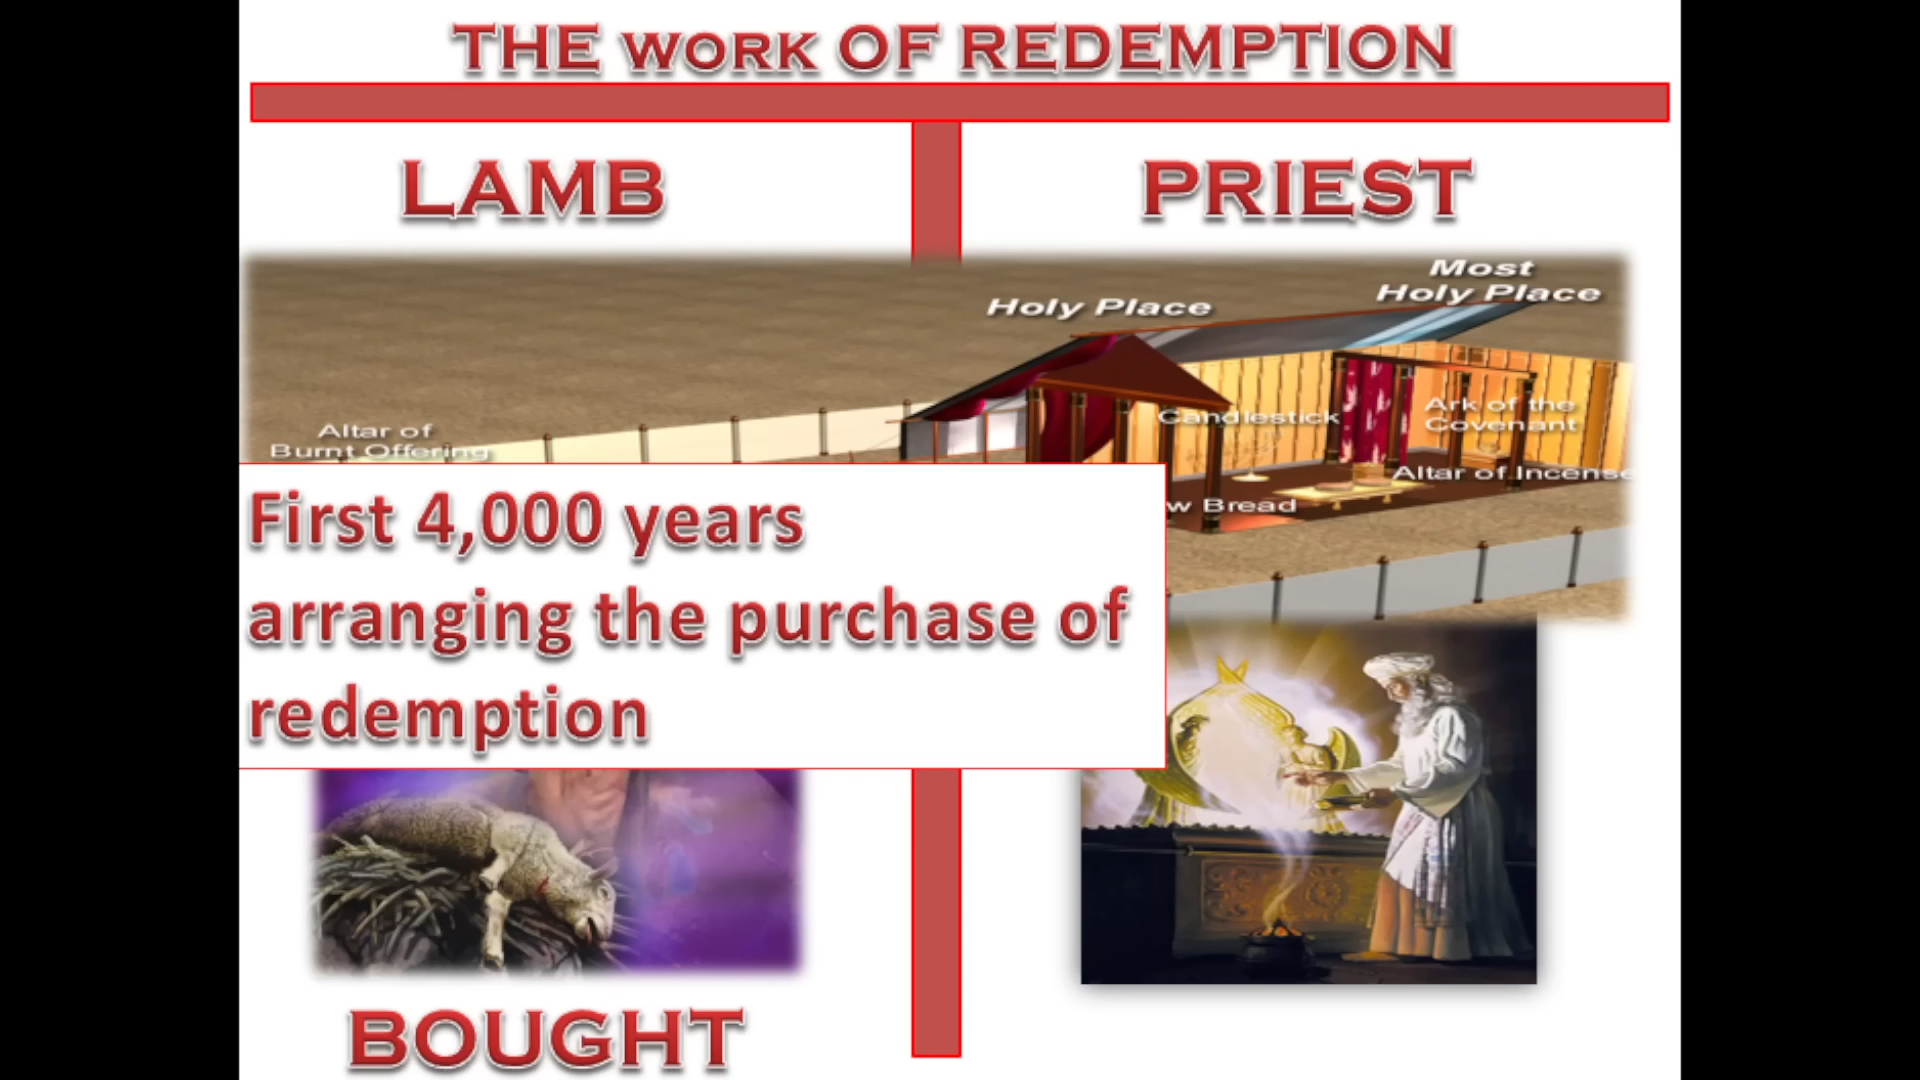 THE WORK OF REDEMPTION
LAMB
PRIEST
Most
Holy Place
Holy Place
Altar of
Burnt Offering
Candlestick
Ark of the
Covenant
Altar of Incense
Bread
First 4,000 years
arranging the purchase of
redemption
BOUGHT